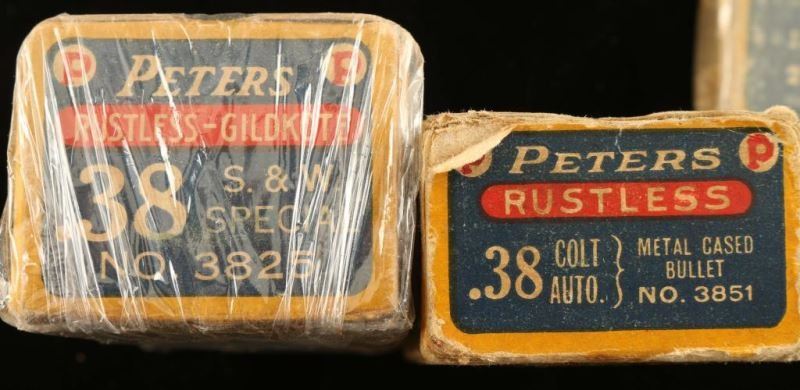 P PETERS P
RUSTLESS-GILDKOTE
.38 S. & W. SPECIAL
NO 3825
PETERS P
RUSTLESS
.38 COLT AUTO. } METAL CASED BULLET NO. 3851